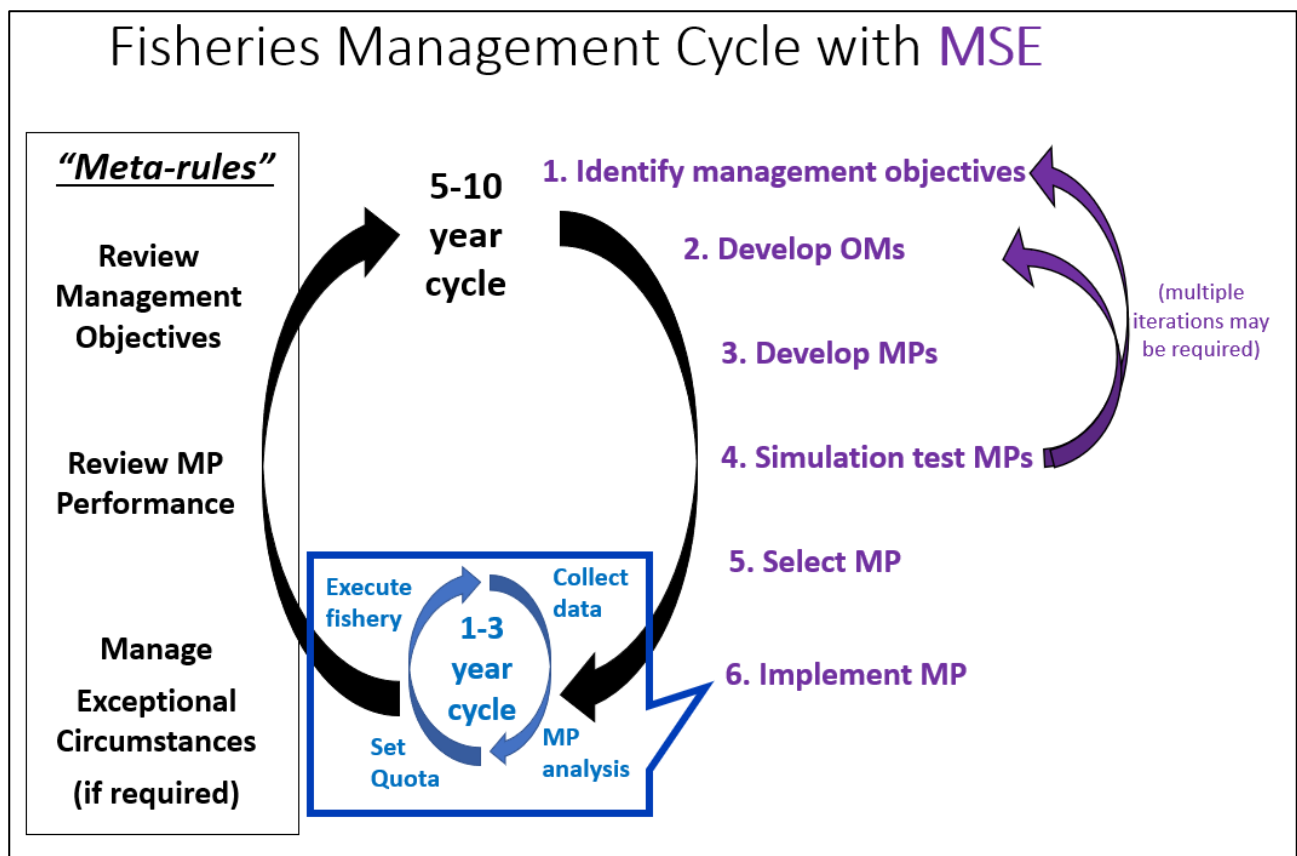 Fisheries Management Cycle with MSE
“Meta-rules”
Review
Management
Objectives
Review MP
Performance
Manage
Exceptional
Circumstances
(if required)
5-10
year
cycle
1. Identify management objectives
2. Develop OMs
3. Develop MPs
4. Simulation test MPs
5. Select MP
6. Implement MP
(multiple
iterations may
be required)
Execute
fishery
Collect
data
1-3
year
cycle
Set
Quota
MP
analysis